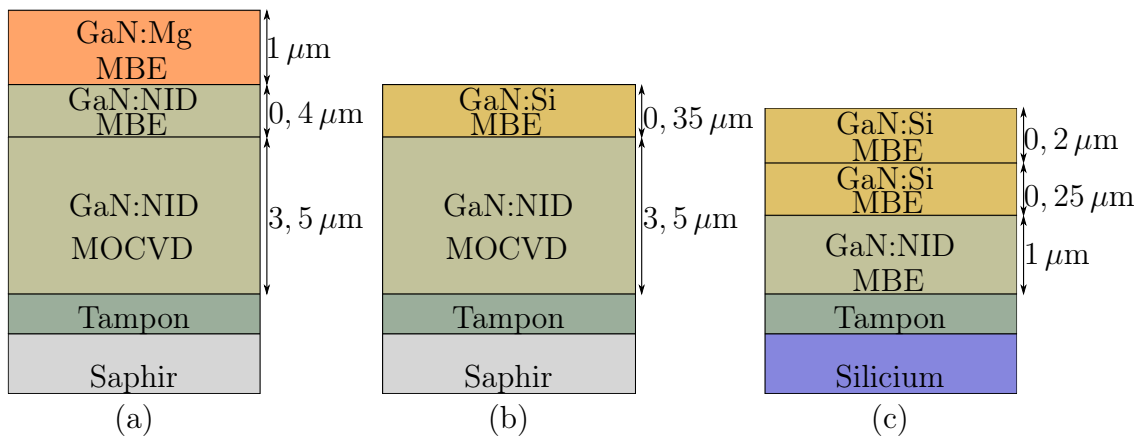 GaN:Mg
MBE
1 μm
GaN:NID
MBE
0, 4 μm
GaN:NID
MOCVD
3, 5 μm
Tampon
Saphir
(a)
GaN:Si
MBE
0, 35 μm
GaN:NID
MOCVD
3, 5 μm
Tampon
Saphir
(b)
GaN:Si
MBE
0, 2 μm
GaN:Si
MBE
0, 25 μm
GaN:NID
MBE
1 μm
Tampon
Silicium
(c)